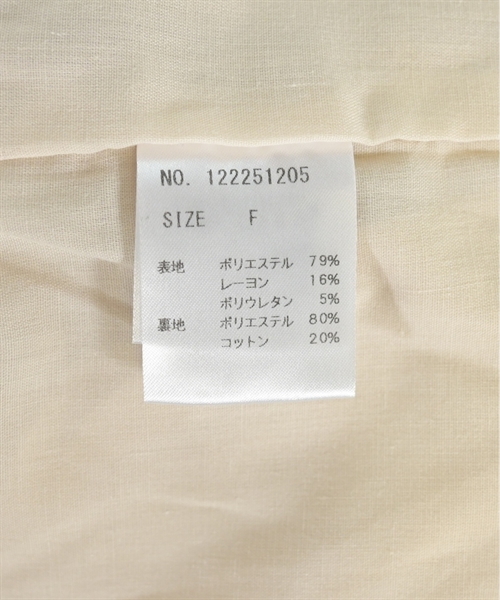 NO. 122251205
SIZE F
表地 ポリエステル 79%
レーヨン 16%
ポリウレタン 5%
裏地 ポリエステル 80%
コットン 20%